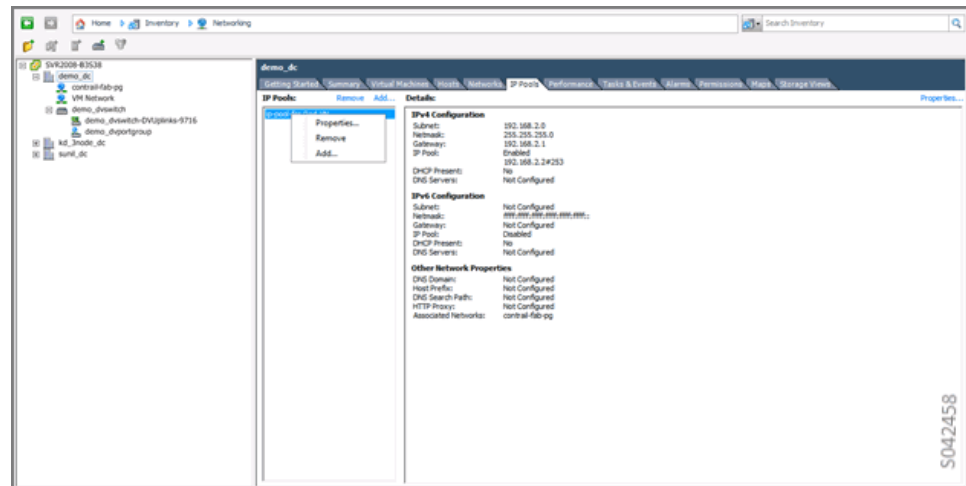 Home Inventory Networking
Search Inventory
SVR2008-B3S38
demo_dc
contrail-fab-pg
VM Network
demo_dvswitch
demo_dvswitch-DVUplinks-9716
demo_dvportgroup
kd_3node_dc
sunil_dc
demo_dc
Getting Started Summary Virtual Machines Hosts Networks IP Pools Performance Tasks & Events Alarms Permissions Maps Storage Views
IP Pools: Remove Add...
Properties...
Remove
Add...
Details: Properties...
IPv4 Configuration
Subnet: 192.168.2.0
Netmask: 255.255.255.0
Gateway: 192.168.2.1
IP Pool: Enabled
192.168.2.2#253
DHCP Present: No
DNS Servers: Not Configured
IPv6 Configuration
Subnet: Not Configured
Netmask:
Gateway: Not Configured
IP Pool: Disabled
DHCP Present: No
DNS Servers: Not Configured
Other Network Properties
DNS Domain: Not Configured
Host Prefix: Not Configured
DNS Search Path: Not Configured
HTTP Proxy: Not Configured
Associated Networks: contrail-fab-pg
S042458